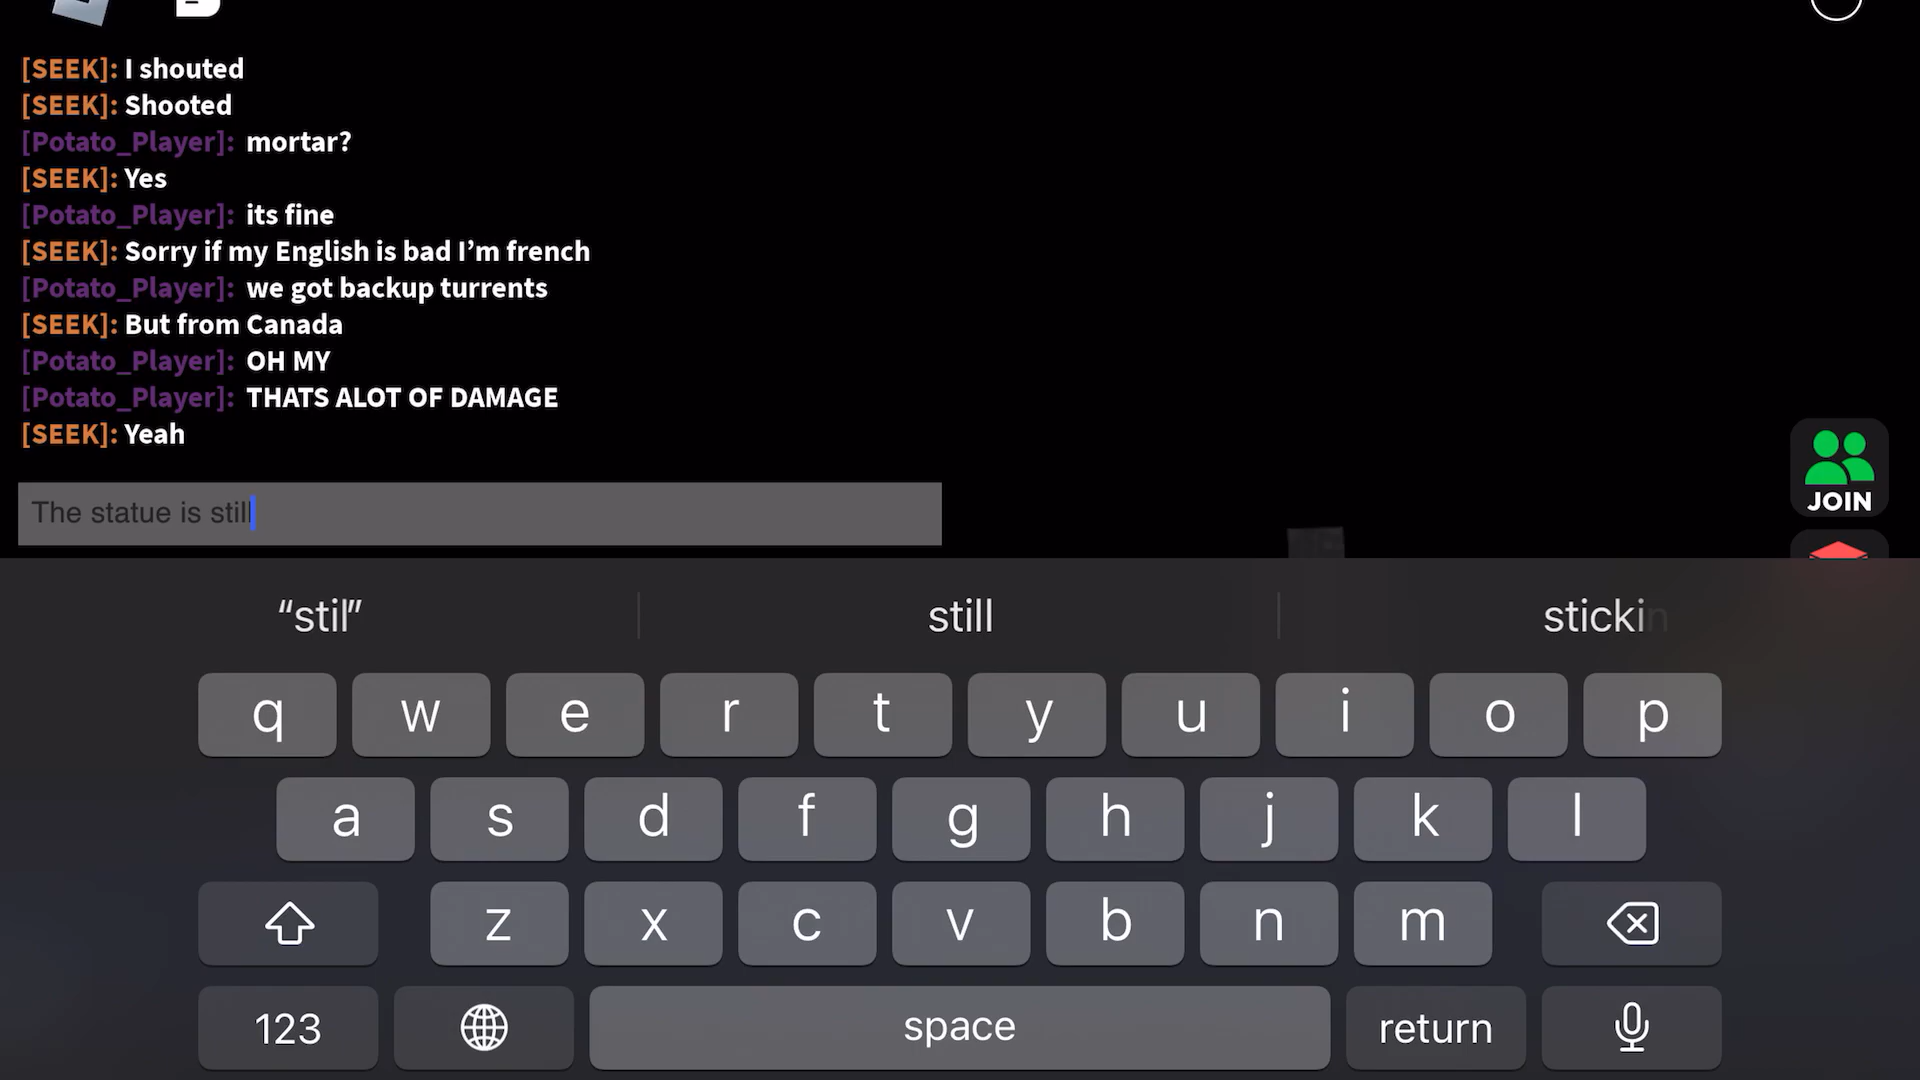 [SEEK]: I shouted
[SEEK]: Shooted
[Potato_Player]: mortar?
[SEEK]: Yes
[Potato_Player]: its fine
[SEEK]: Sorry if my English is bad I’m french
[Potato_Player]: we got backup turrents
[SEEK]: But from Canada
[Potato_Player]: OH MY
[Potato_Player]: THATS ALOT OF DAMAGE
[SEEK]: Yeah
JOIN
The statue is still
“stil” still stickin
q w e r t y u i o p
a s d f g h j k l
z x c v b n m
123 space return